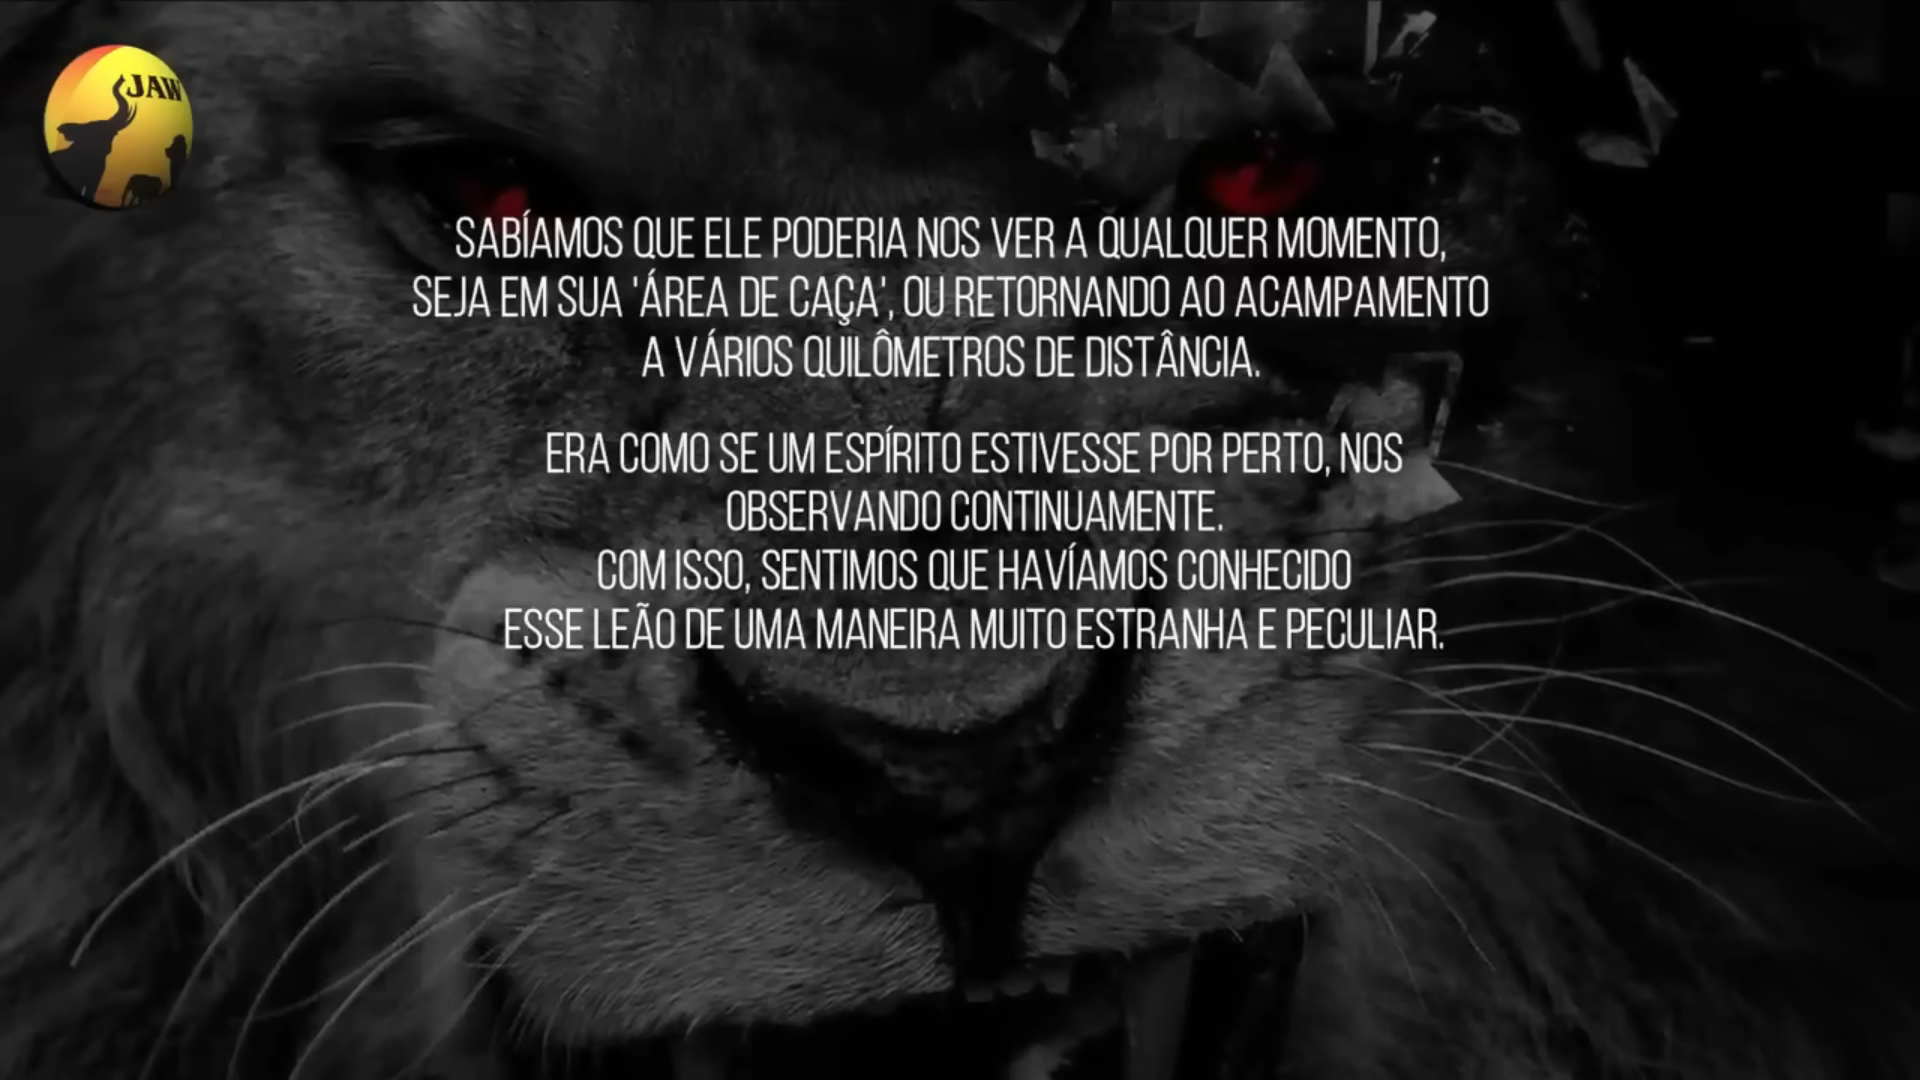 JAW
SABÍAMOS QUE ELE PODERIA NOS VER A QUALQUER MOMENTO,
SEJA EM SUA 'ÁREA DE CAÇA', OU RETORNANDO AO ACAMPAMENTO
A VÁRIOS QUILÔMETROS DE DISTÂNCIA.
ERA COMO SE UM ESPÍRITO ESTIVESSE POR PERTO, NOS
OBSERVANDO CONTINUAMENTE.
COM ISSO, SENTIMOS QUE HAVÍAMOS CONHECIDO
ESSE LEÃO DE UMA MANEIRA MUITO ESTRANHA E PECULIAR.